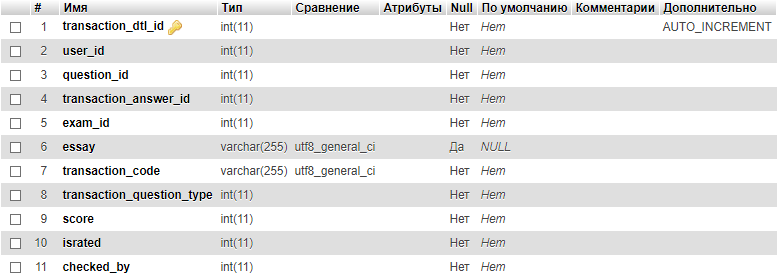 # Имя Тип Сравнение Атрибуты Null По умолчанию Комментарии Дополнительно
1 transaction_dtl_id int(11) Нет Нет AUTO_INCREMENT
2 user_id int(11) Нет Нет
3 question_id int(11) Нет Нет
4 transaction_answer_id int(11) Нет Нет
5 exam_id int(11) Нет Нет
6 essay varchar(255) utf8_general_ci Да NULL
7 transaction_code varchar(255) utf8_general_ci Нет Нет
8 transaction_question_type int(11) Нет Нет
9 score int(11) Нет Нет
10 israted int(11) Нет Нет
11 checked_by int(11) Нет Нет